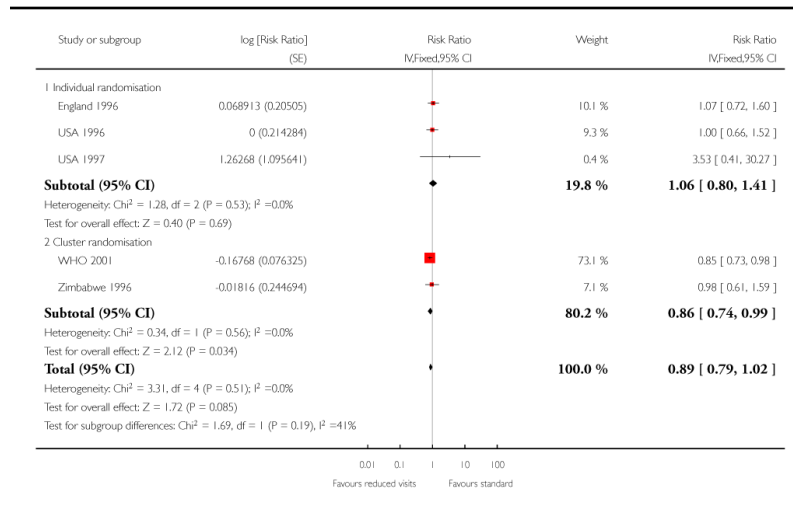 Study or subgroup log [Risk Ratio] Risk Ratio Weight Risk Ratio
(SE) IV,Fixed,95% CI IV,Fixed,95% CI
1 Individual randomisation
England 1996 0.068913 (0.20505) 10.1 % 1.07 [ 0.72, 1.60 ]
USA 1996 0 (0.214284) 9.3 % 1.00 [ 0.66, 1.52 ]
USA 1997 1.26268 (1.095641) 0.4 % 3.53 [ 0.41, 30.27 ]
Subtotal (95% CI) 19.8 % 1.06 [ 0.80, 1.41 ]
Heterogeneity: Chi² = 1.28, df = 2 (P = 0.53); I² =0.0%
Test for overall effect: Z = 0.40 (P = 0.69)
2 Cluster randomisation
WHO 2001 -0.16768 (0.076325) 73.1 % 0.85 [ 0.73, 0.98 ]
Zimbabwe 1996 -0.01816 (0.244694) 7.1 % 0.98 [ 0.61, 1.59 ]
Subtotal (95% CI) 80.2 % 0.86 [ 0.74, 0.99 ]
Heterogeneity: Chi² = 0.34, df = 1 (P = 0.56); I² =0.0%
Test for overall effect: Z = 2.12 (P = 0.034)
Total (95% CI) 100.0 % 0.89 [ 0.79, 1.02 ]
Heterogeneity: Chi² = 3.31, df = 4 (P = 0.51); I² =0.0%
Test for overall effect: Z = 1.72 (P = 0.085)
Test for subgroup differences: Chi² = 1.69, df = 1 (P = 0.19), I² =41%
0.01 0.1 1 10 100
Favours reduced visits Favours standard